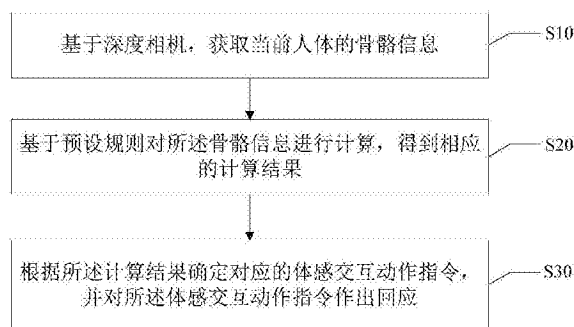 基于深度相机，获取当前人体的骨骼信息
S10
基于预设规则对所述骨骼信息进行计算，得到相应
的计算结果
S20
根据所述计算结果确定对应的体感交互动作指令，
并对所述体感交互动作指令作出回应
S30